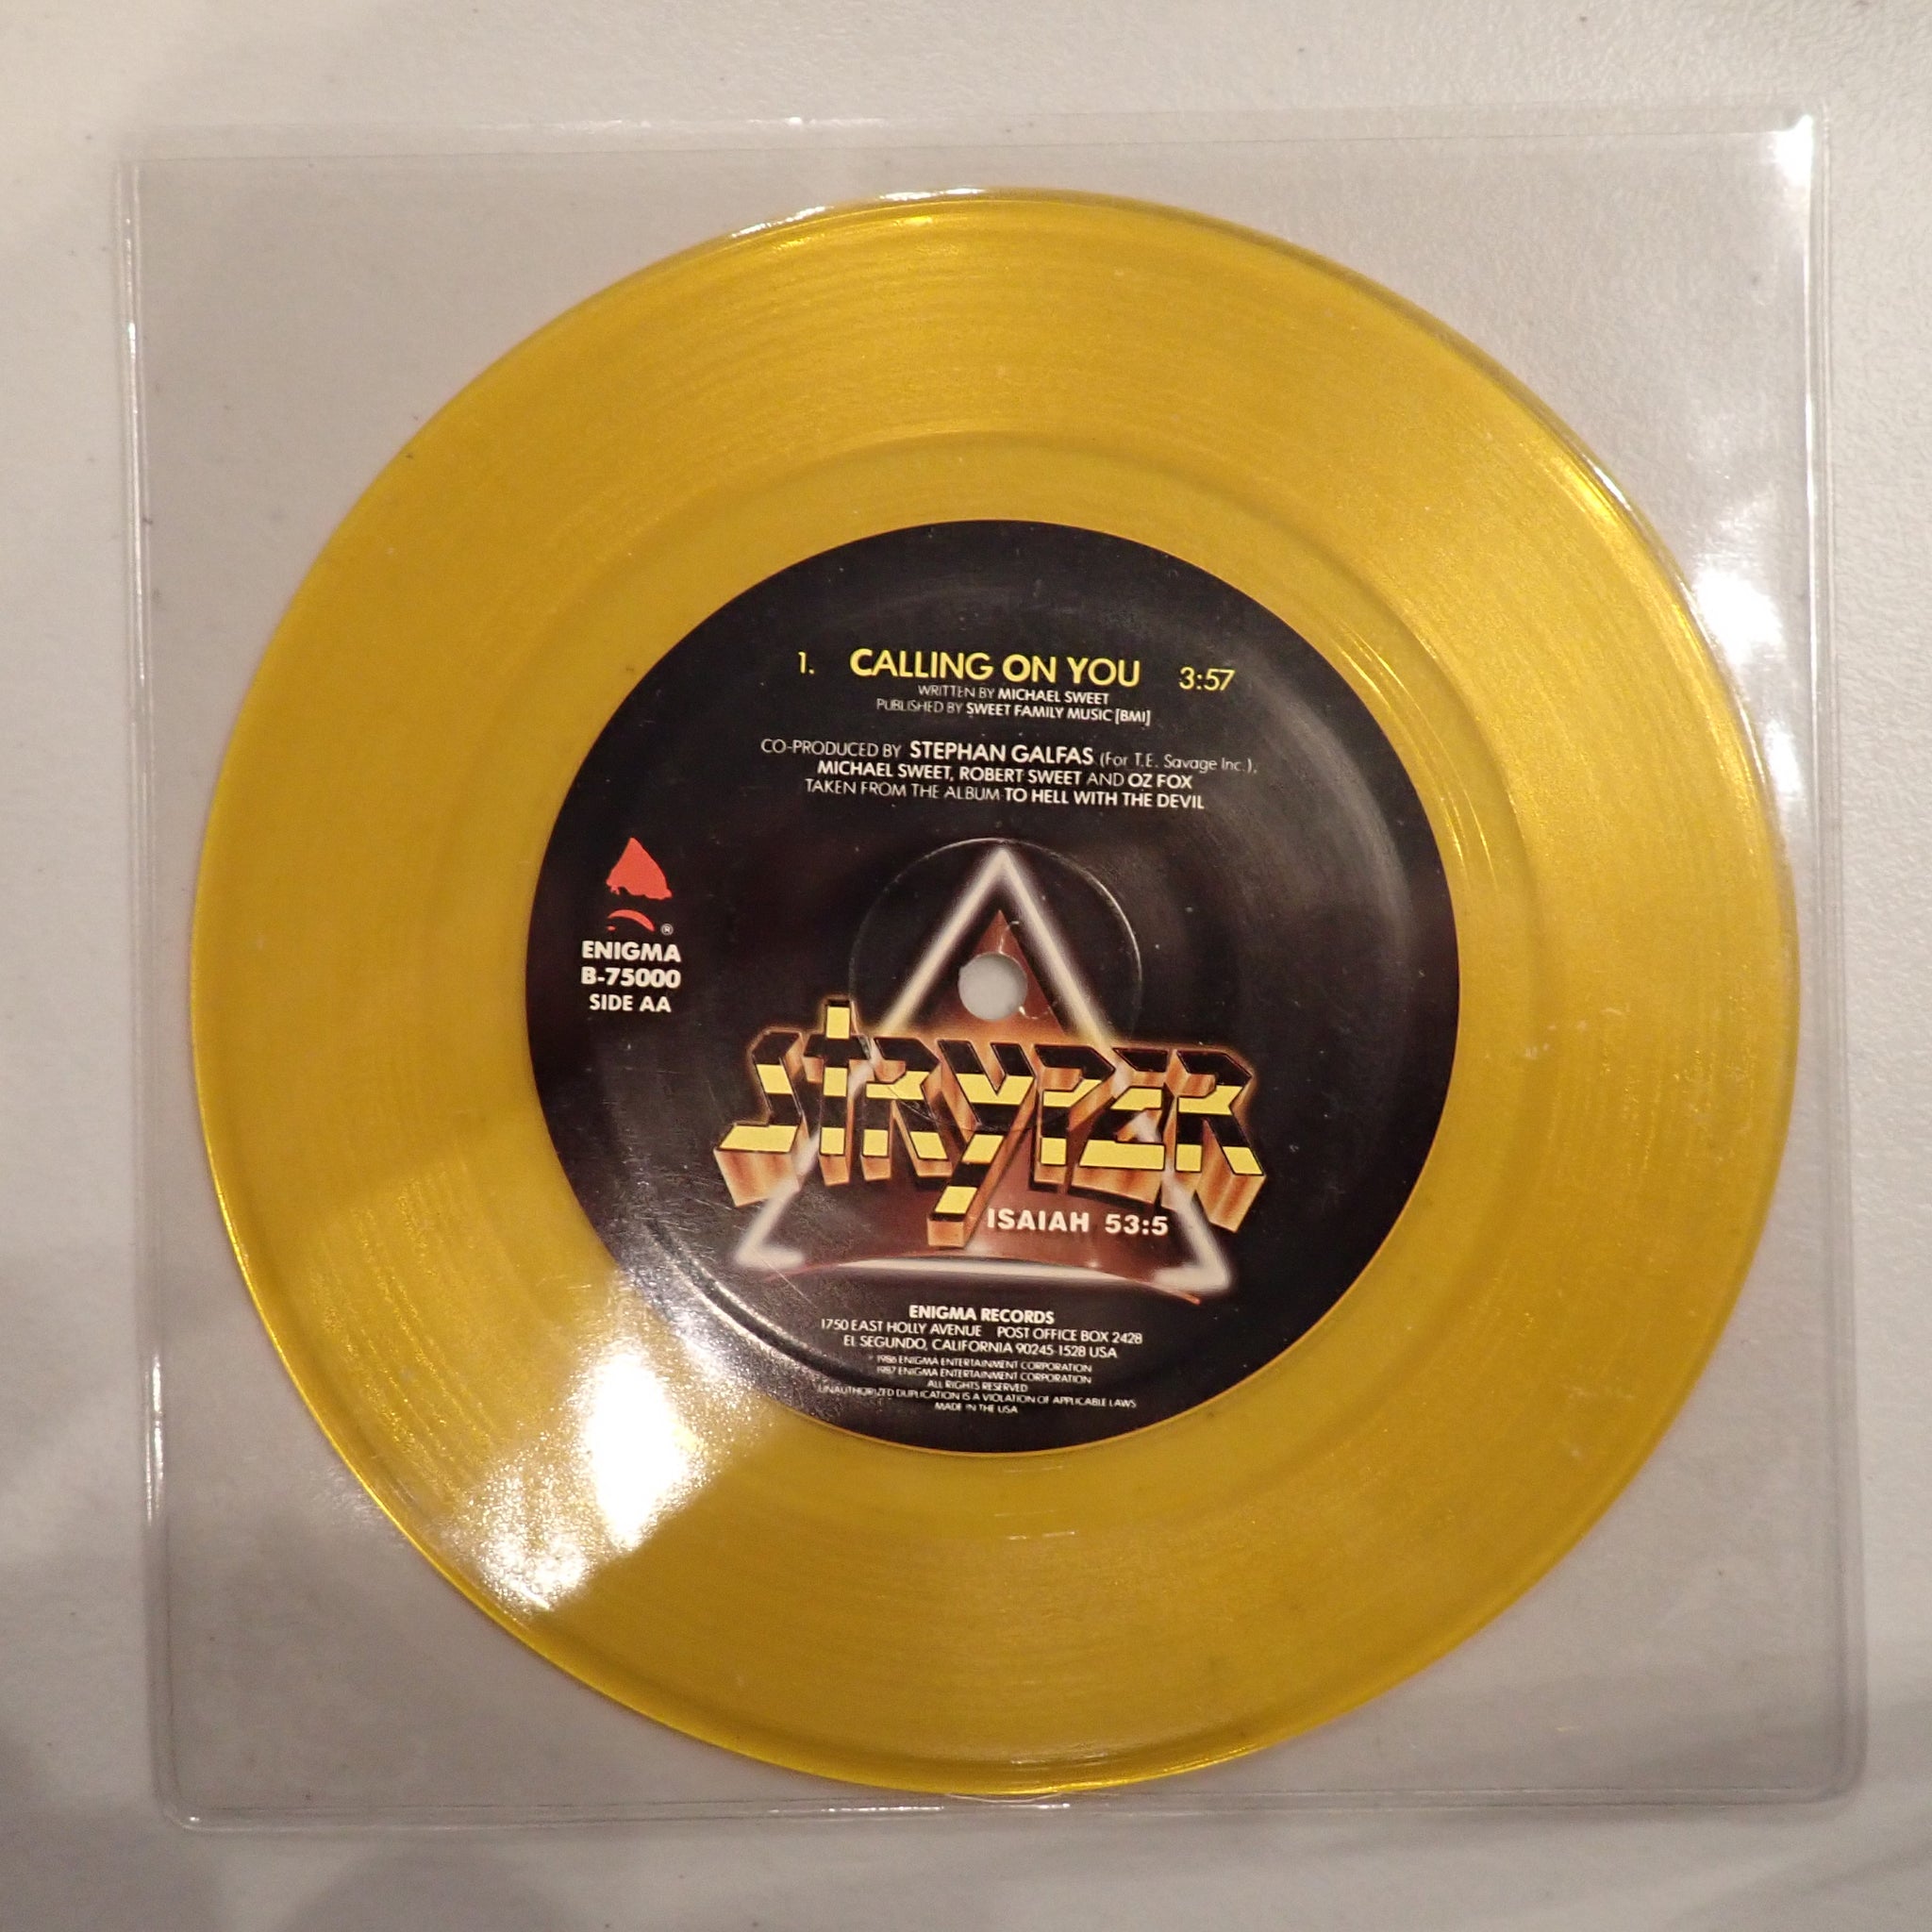 1. CALLING ON YOU 3:57
WRITTEN BY MICHAEL SWEET
PUBLISHED BY SWEET FAMILY MUSIC [BMI]
CO-PRODUCED BY STEPHAN GALFAS (For T.E. Savage Inc.),
MICHAEL SWEET, ROBERT SWEET AND OZ FOX
TAKEN FROM THE ALBUM TO HELL WITH THE DEVIL
®
ENIGMA
B-75000
SIDE AA
STRYPER
ISAIAH 53:5
ENIGMA RECORDS
1750 EAST HOLLY AVENUE POST OFFICE BOX 2428
EL SEGUNDO, CALIFORNIA 90245-1528 USA
1986 ENIGMA ENTERTAINMENT CORPORATION
1987 ENIGMA ENTERTAINMENT CORPORATION
ALL RIGHTS RESERVED
UNAUTHORIZED DUPLICATION IS A VIOLATION OF APPLICABLE LAWS
MADE IN THE USA